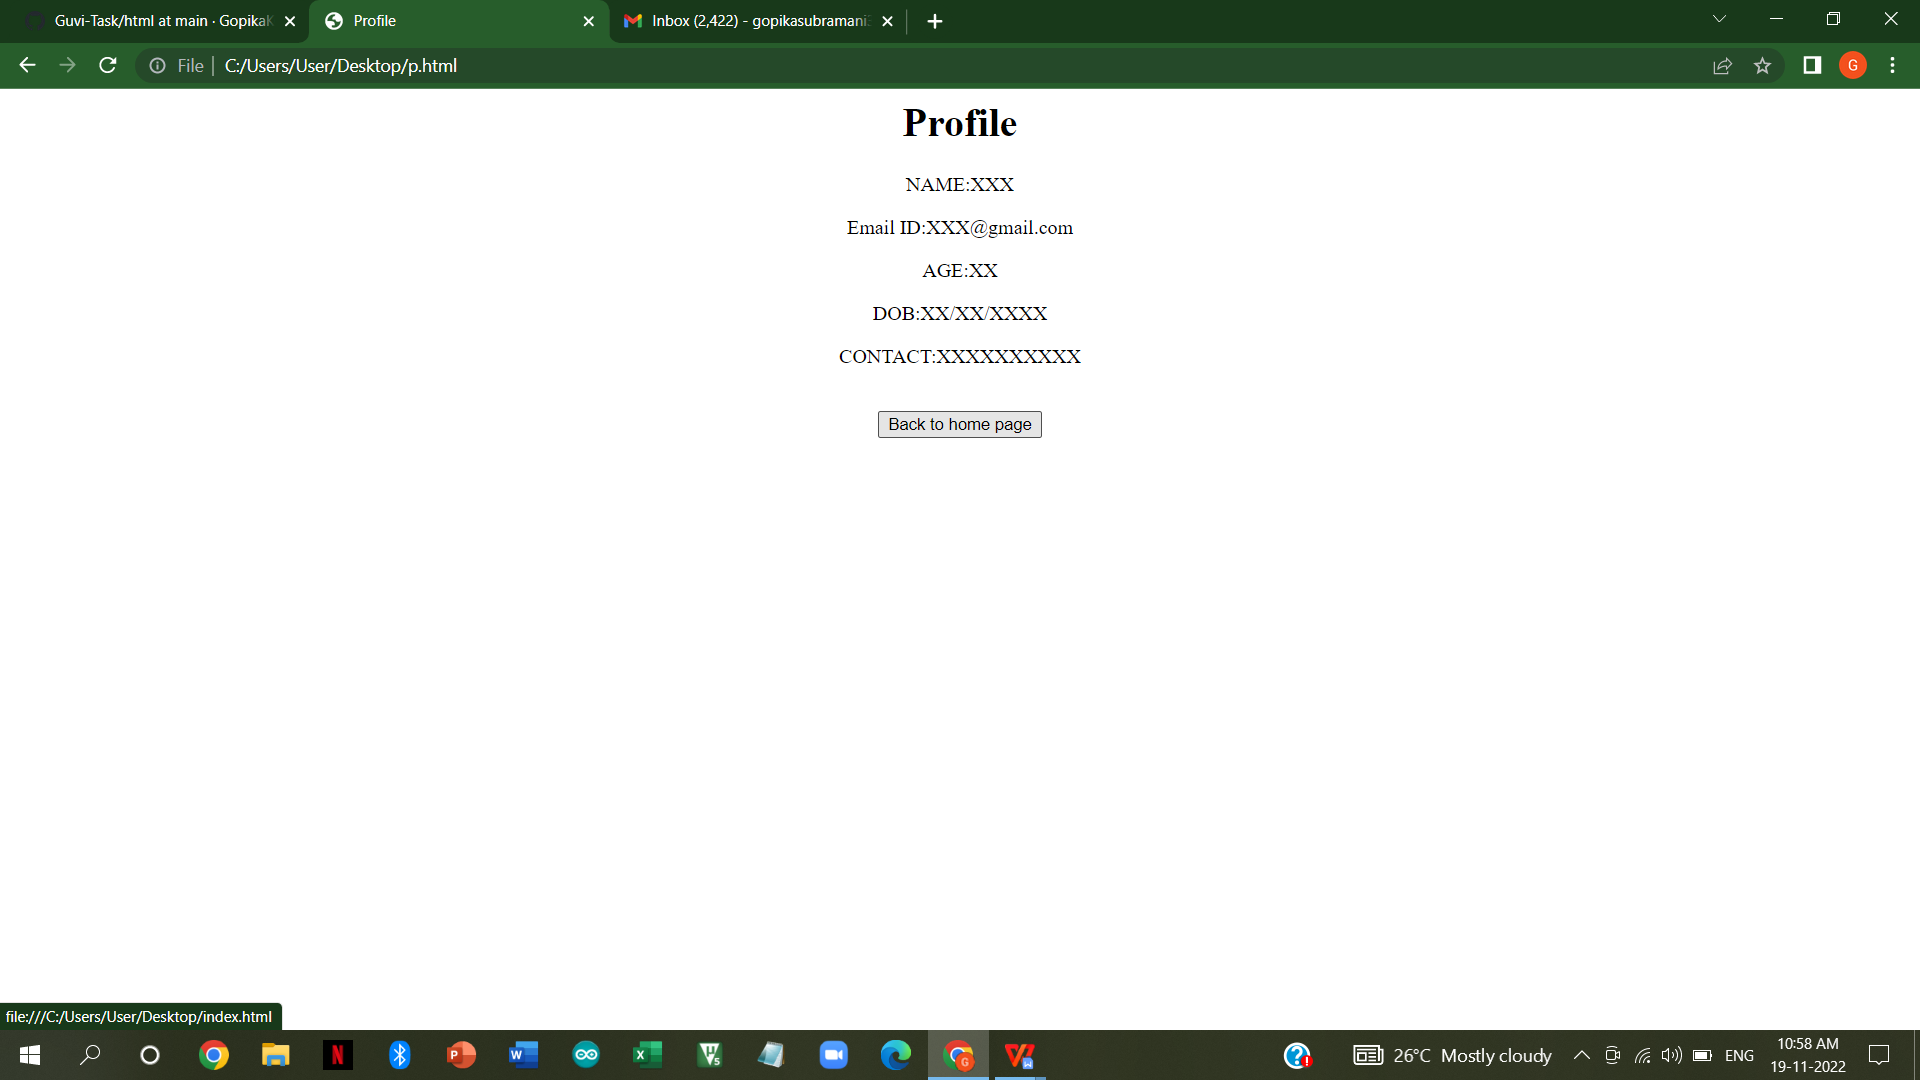 Guvi-Task/html at main · GopikaK
Profile
Inbox (2,422) - gopikasubramani
File
C:/Users/User/Desktop/p.html
G
Profile
NAME:XXX
Email ID:XXX@gmail.com
AGE:XX
DOB:XX/XX/XXXX
CONTACT:XXXXXXXXXX
Back to home page
file:///C:/Users/User/Desktop/index.html
26°C Mostly cloudy
ENG
10:58 AM
19-11-2022